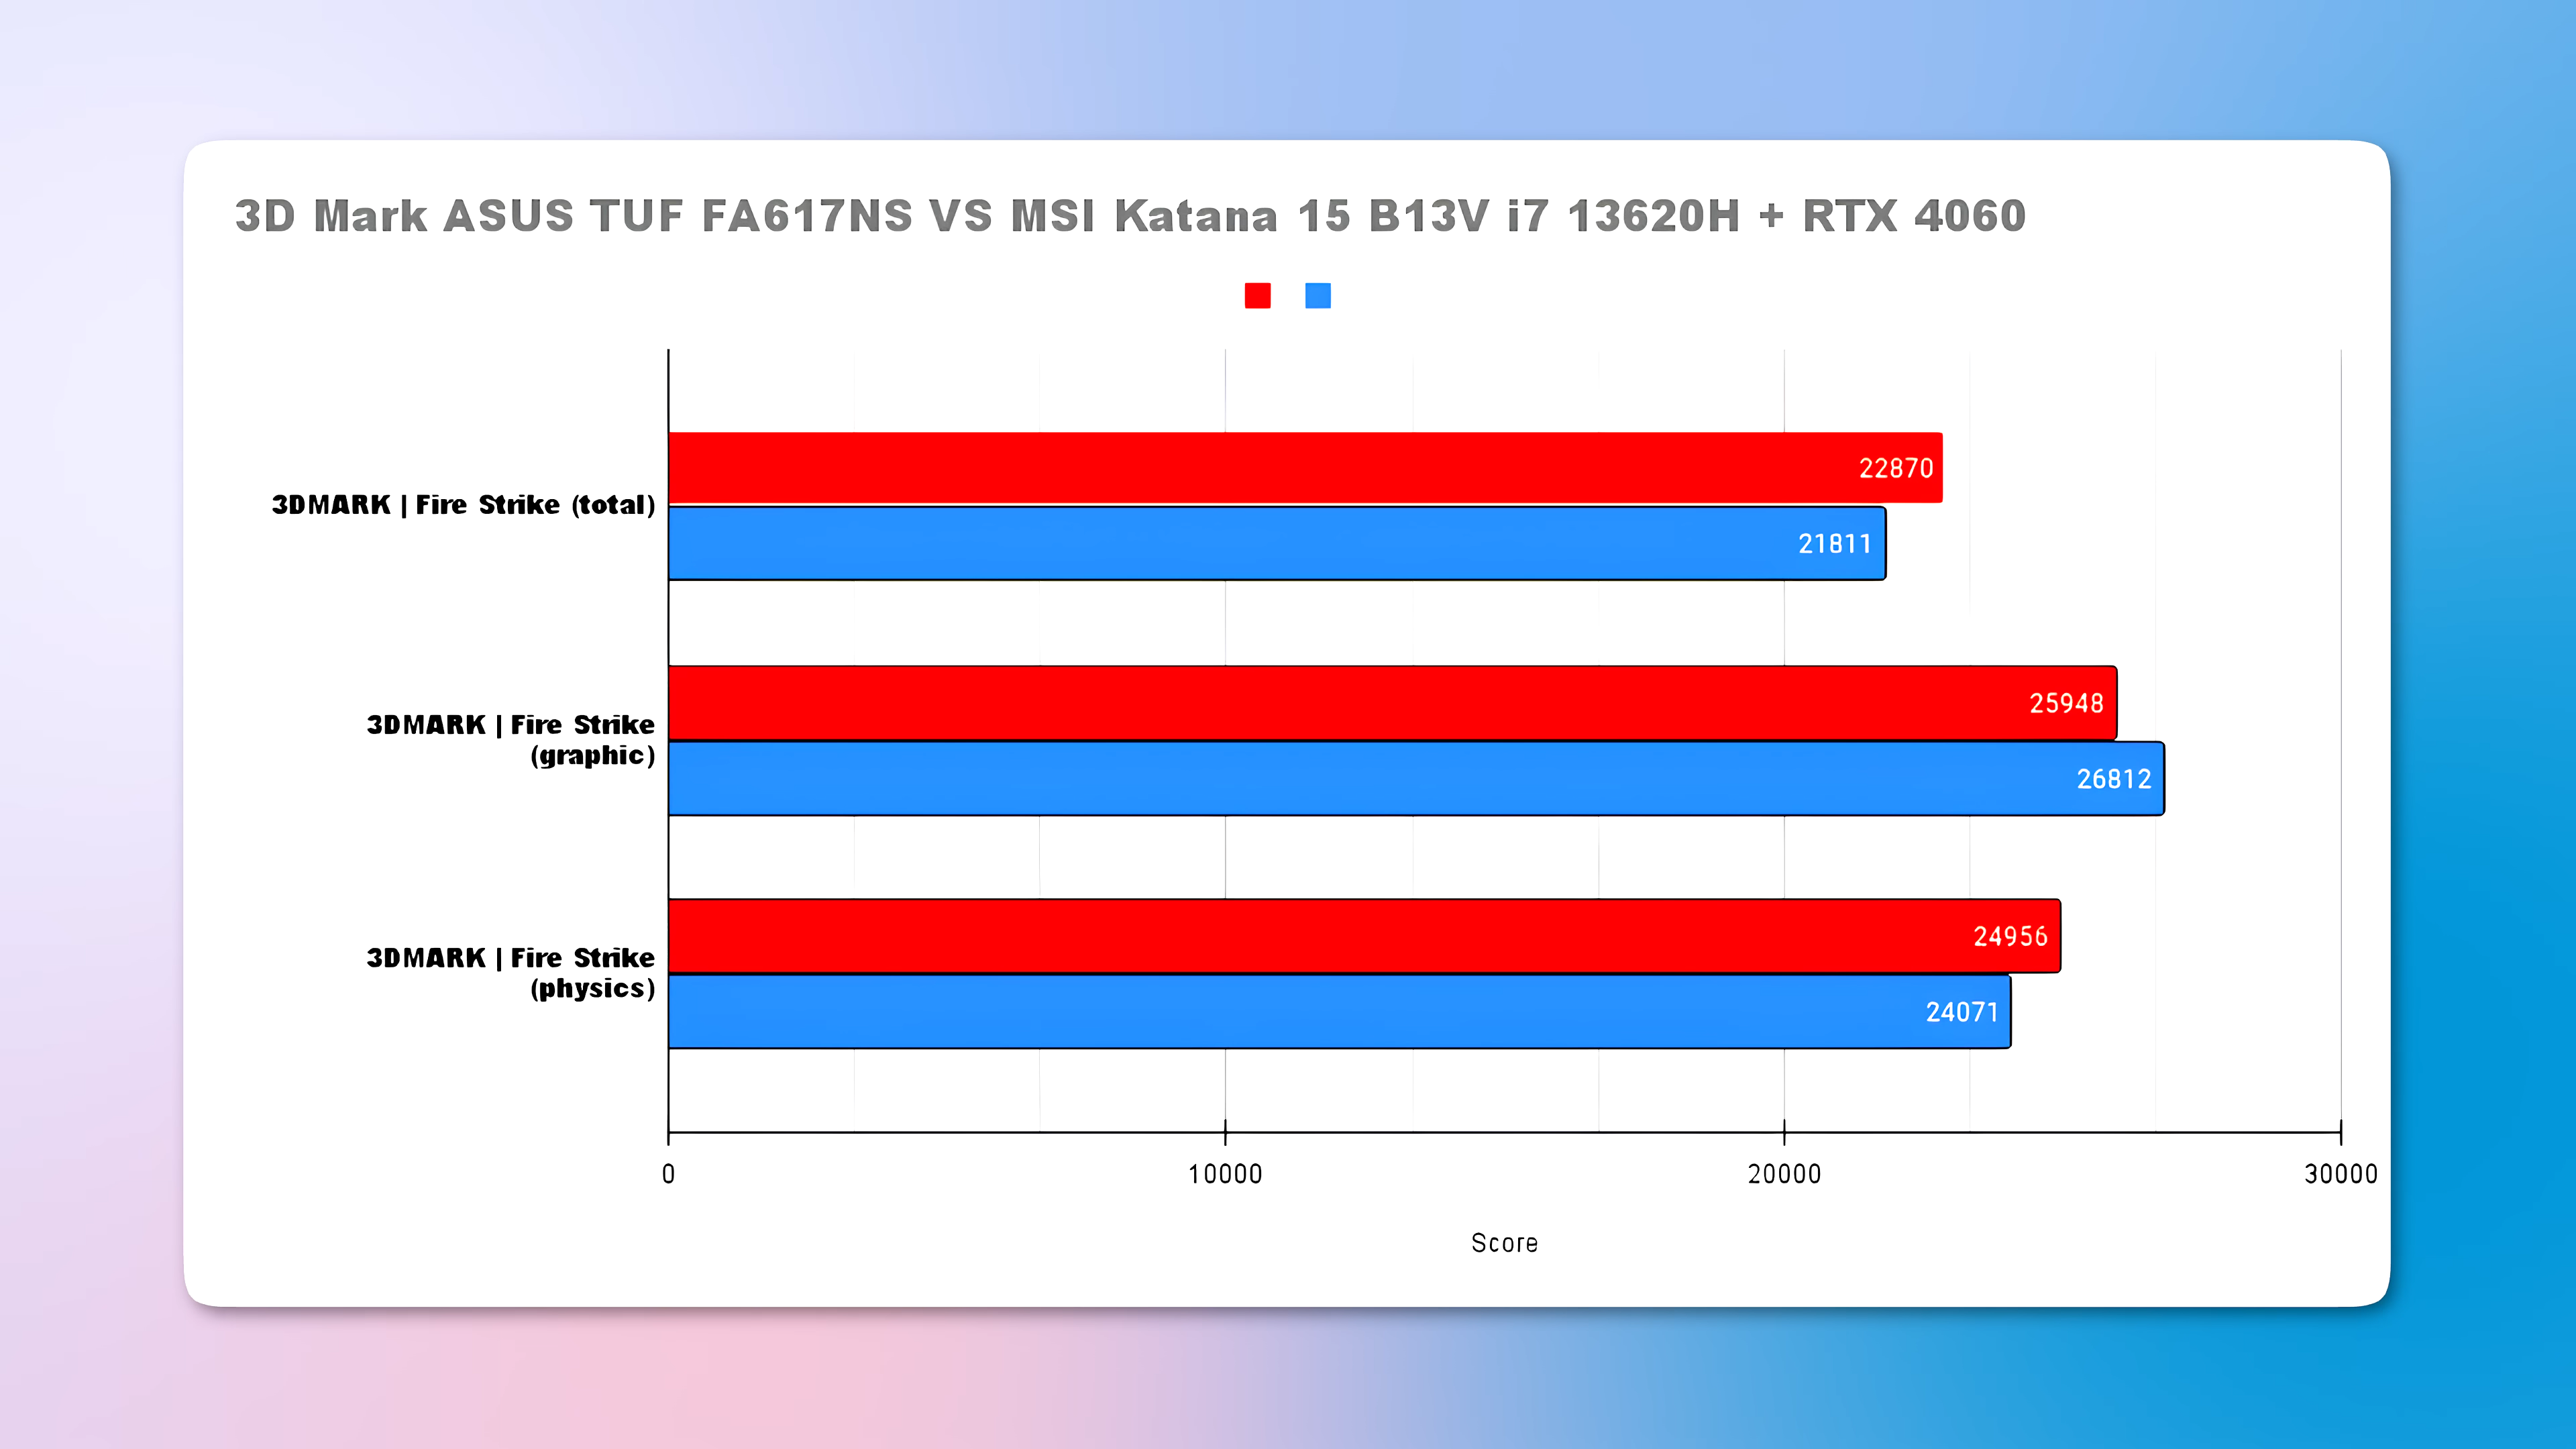 3D Mark ASUS TUF FA617NS VS MSI Katana 15 B13V i7 13620H + RTX 4060
3DMARK | Fire Strike (total)
22870
21811
3DMARK | Fire Strike
(graphic)
25948
26812
3DMARK | Fire Strike
(physics)
24956
24071
0 10000 20000 30000
Score